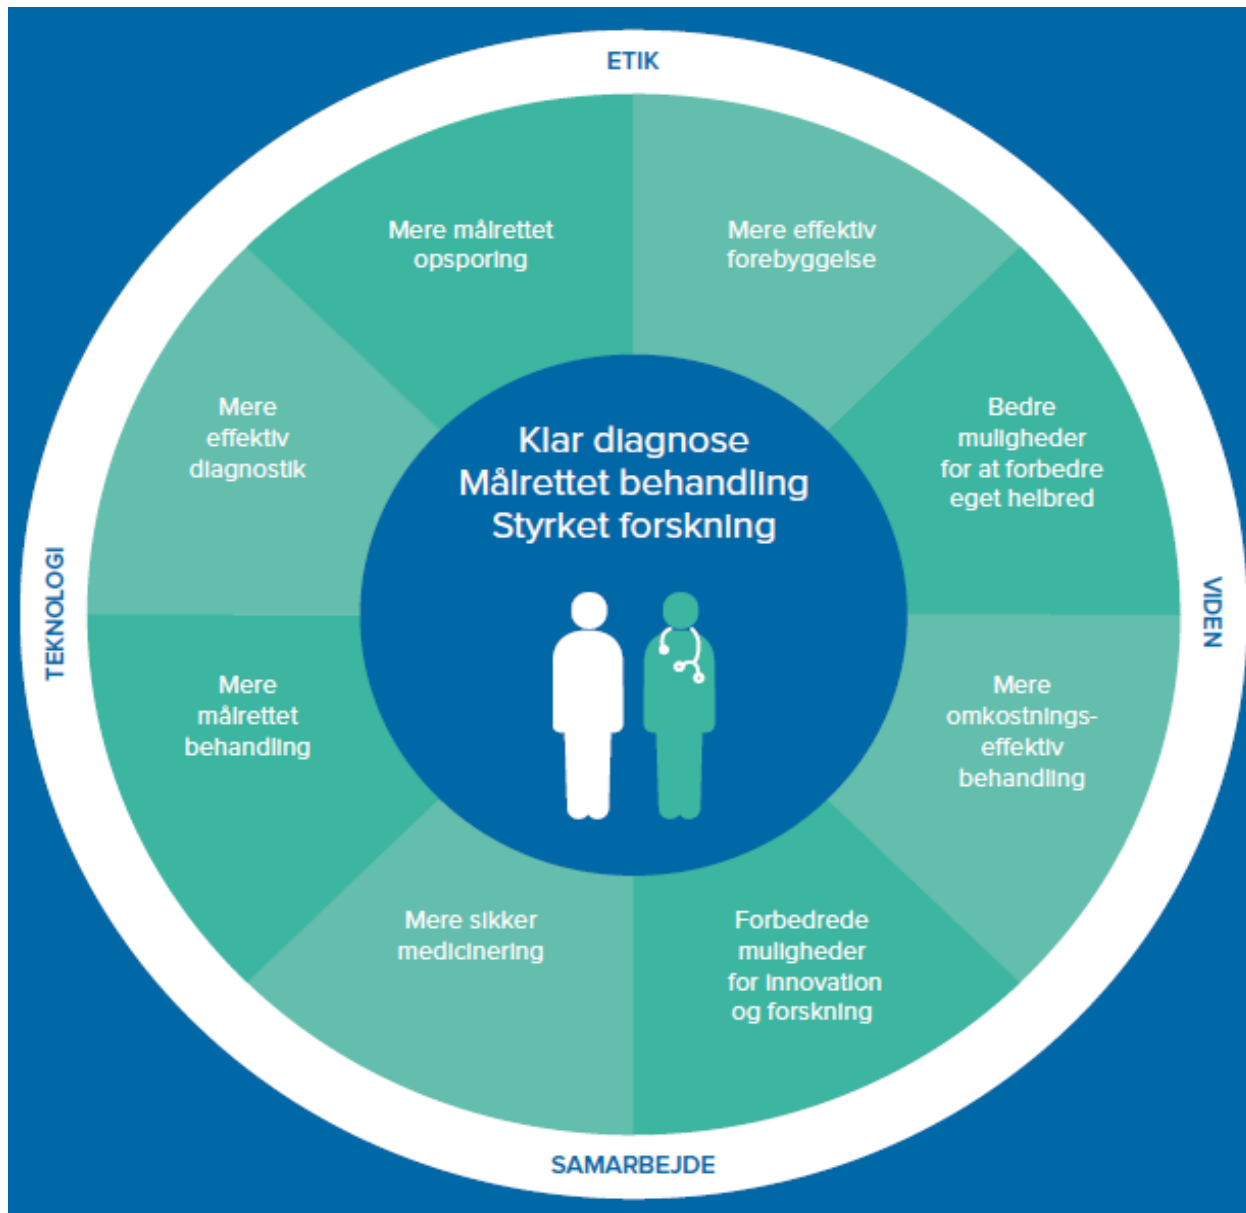 ETIK
Mere målrettet
opsporing
Mere effektiv
forebyggelse
Bedre
muligheder
for at forbedre
eget helbred
Mere
effektiv
diagnostik
Klar diagnose
Målrettet behandling
Styrket forskning
TEKNOLOGI
VIDEN
Mere
målrettet
behandling
Mere
omkostnings-
effektiv
behandling
Mere sikker
medicinering
Forbedrede
muligheder
for innovation
og forskning
SAMARBEJDE